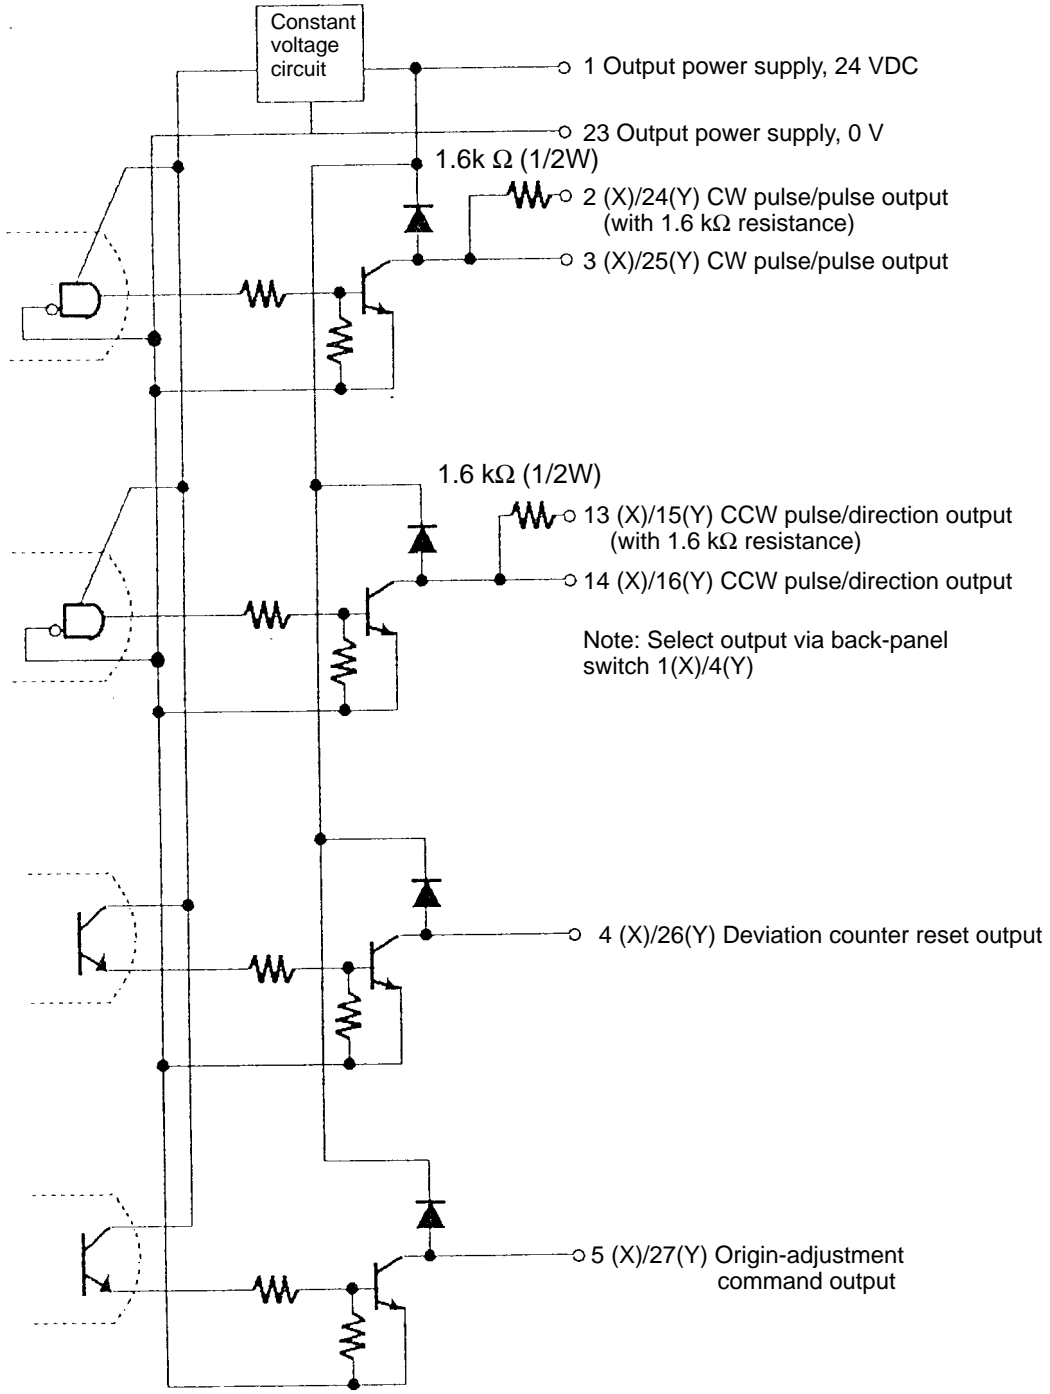 Constant
voltage
circuit
1 Output power supply, 24 VDC
23 Output power supply, 0 V
1.6k Ω (1/2W)
2 (X)/24(Y) CW pulse/pulse output
(with 1.6 kΩ resistance)
3 (X)/25(Y) CW pulse/pulse output
1.6 kΩ (1/2W)
13 (X)/15(Y) CCW pulse/direction output
(with 1.6 kΩ resistance)
14 (X)/16(Y) CCW pulse/direction output
Note: Select output via back-panel
switch 1(X)/4(Y)
4 (X)/26(Y) Deviation counter reset output
5 (X)/27(Y) Origin-adjustment
command output